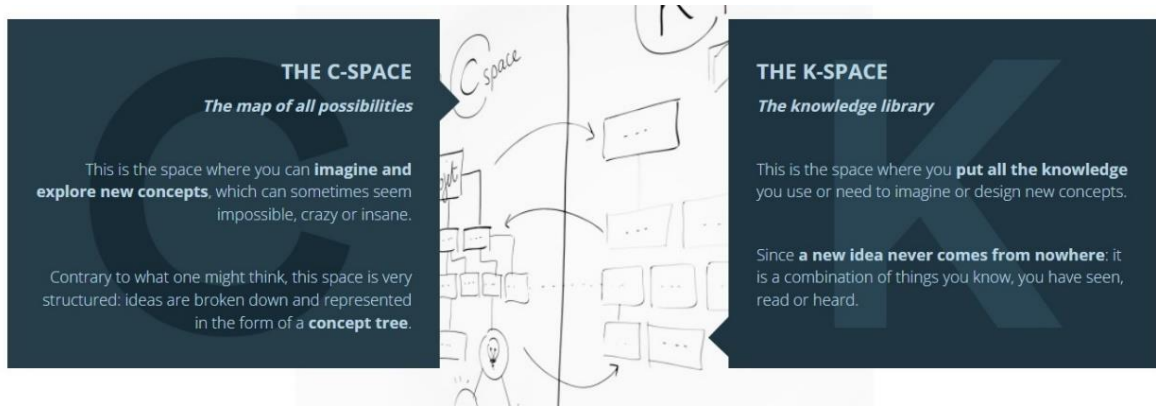 THE C-SPACE
The map of all possibilities
This is the space where you can imagine and
explore new concepts, which can sometimes seem
impossible, crazy or insane.
Contrary to what one might think, this space is very
structured: ideas are broken down and represented
in the form of a concept tree.
C
C space
K
THE K-SPACE
The knowledge library
This is the space where you put all the knowledge
you use or need to imagine or design new concepts.
Since a new idea never comes from nowhere: it
is a combination of things you know, you have seen,
read or heard.
K